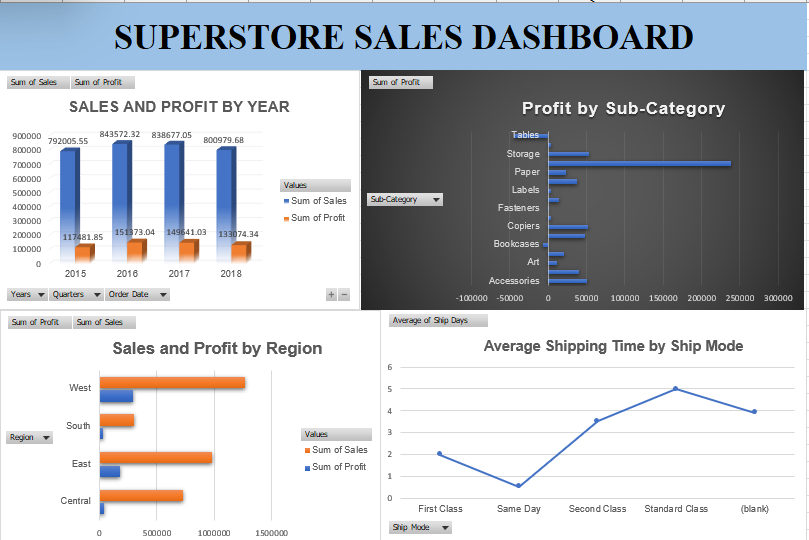 SUPERSTORE SALES DASHBOARD
Sum of Sales Sum of Profit
SALES AND PROFIT BY YEAR
900000
800000
700000
600000
500000
400000
300000
200000
100000
0
792005.55
843572.32
838677.05
800979.68
117481.85
151373.04
149641.03
133074.34
2015 2016 2017 2018
Values
Sum of Sales
Sum of Profit
Years Quarters Order Date
+ −
Sum of Profit
Profit by Sub-Category
Sub-Category
Tables
Storage
Paper
Labels
Fasteners
Copiers
Bookcases
Art
Accessories
-100000 -50000 0 50000 100000 150000 200000 250000 300000
Sum of Profit Sum of Sales
Sales and Profit by Region
Region
West
South
East
Central
0 500000 1000000 1500000
Values
Sum of Sales
Sum of Profit
Average of Ship Days
Average Shipping Time by Ship Mode
6
5
4
3
2
1
0
First Class Same Day Second Class Standard Class (blank)
Ship Mode